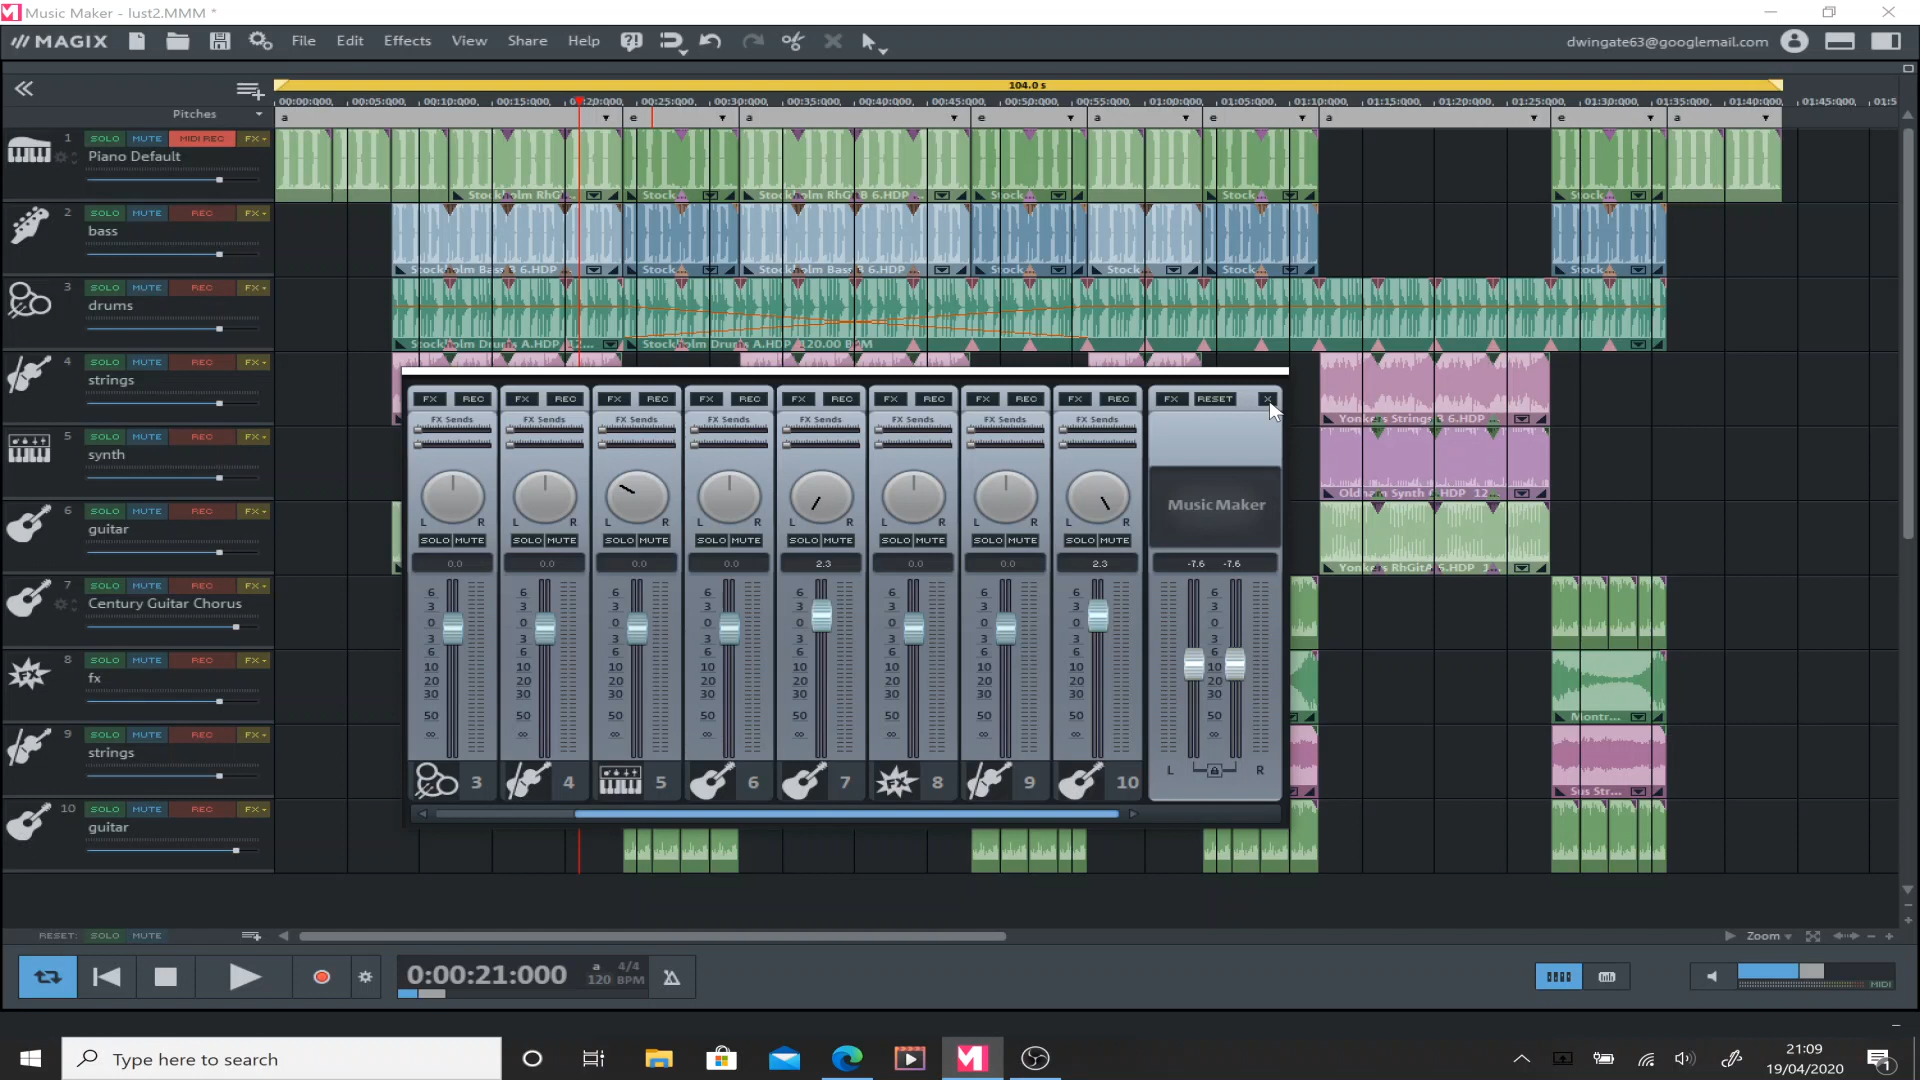 Music Maker - lust2.MMM *
MAGIX File Edit Effects View Share Help dwingate63@googlemail.com
104.0 s
00:00:000, 00:05:000, 00:10:000, 00:15:000, 00:25:000, 00:30:000, 00:35:000, 00:40:000, 00:45:000, 00:50:000, 00:55:000, 01:00:000, 01:05:000, 01:10:000, 01:15:000, 01:20:000, 01:25:000, 01:30:000, 01:35:000, 01:40:000, 01:45:000, 01:5
Pitches a e a e a e a e a
1 SOLO MUTE MIDI REC FX
Piano Default
Stock... Stock... Stock... Stock...
2 SOLO MUTE REC FX
bass
Stockholm Bass B 6.HDP Stock... Stockholm Bass B 6.HDP Stock... Stock... Stock... Stock...
3 SOLO MUTE REC FX
drums
Stockholm Drums A.HDP 12... Stockholm Drums A.HDP 120.00 BPM
4 SOLO MUTE REC FX
strings
Yonkers Strings B 6.HDP
5 SOLO MUTE REC FX
synth
6 SOLO MUTE REC FX
guitar
7 SOLO MUTE REC FX
Century Guitar Chorus
8 SOLO MUTE REC FX
fx
Montr...
9 SOLO MUTE REC FX
strings
Sus Str...
10 SOLO MUTE REC FX
guitar
FX REC FX REC FX REC FX REC FX REC FX REC FX REC FX REC FX RESET X
FX Sends FX Sends FX Sends FX Sends FX Sends FX Sends FX Sends FX Sends
Music Maker
L R L R L R L R L R L R L R L R
SOLO MUTE SOLO MUTE SOLO MUTE SOLO MUTE SOLO MUTE SOLO MUTE SOLO MUTE SOLO MUTE
0.0 0.0 0.0 0.0 2.3 0.0 0.0 2.3 -7.6 -7.6
6 6 6 6 6 6 6 6 6
3 3 3 3 3 3 3 3 3
0 0 0 0 0 0 0 0 0
3 3 3 3 3 3 3 3 3
6 6 6 6 6 6 6 6 6
10 10 10 10 10 10 10 10 10
20 20 20 20 20 20 20 20 20
30 30 30 30 30 30 30 30 30
50 50 50 50 50 50 50 50 50
∞ ∞ ∞ ∞ ∞ ∞ ∞ ∞ ∞
L R
3 4 5 6 7 8 9 10
RESET: SOLO MUTE Zoom
0:00:21:000 a 4/4
120 BPM
MIDI
Type here to search
21:09
19/04/2020
1